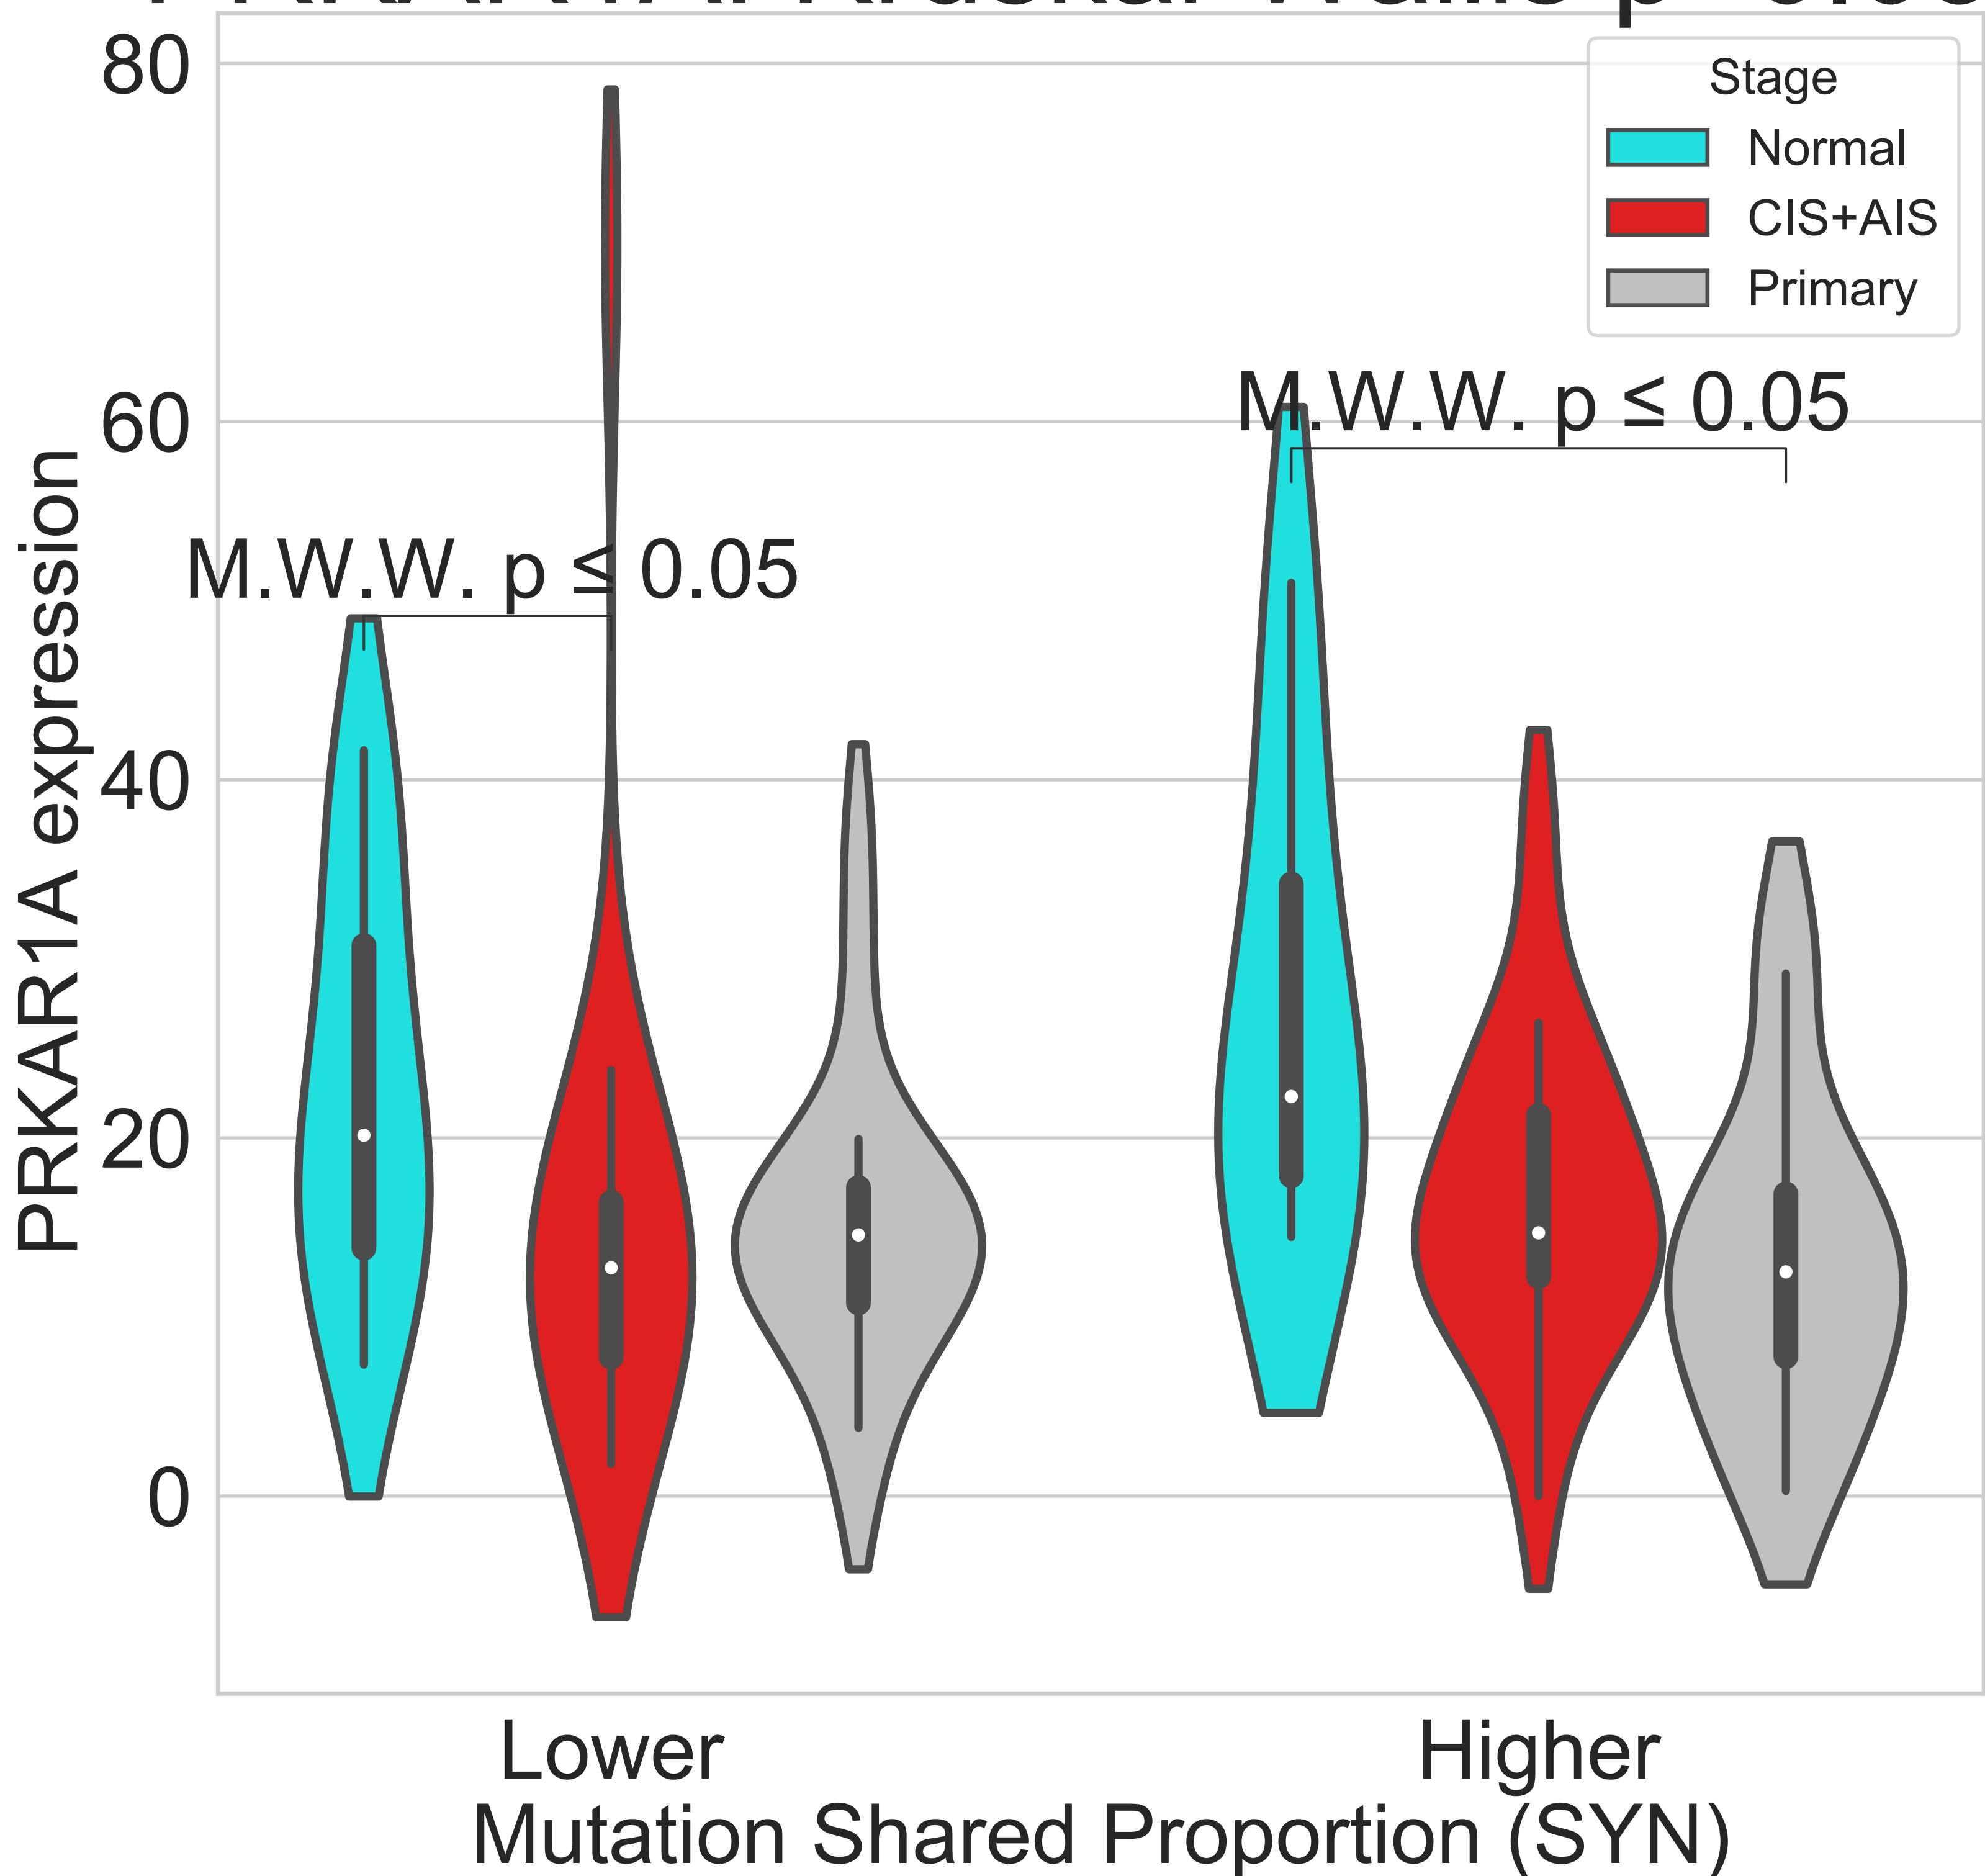 80
60
40
20
0
PRKAR1A expression
Stage
Normal
CIS+AIS
Primary
M.W.W. p ≤ 0.05
M.W.W. p ≤ 0.05
Lower
Higher
Mutation Shared Proportion (SYN)